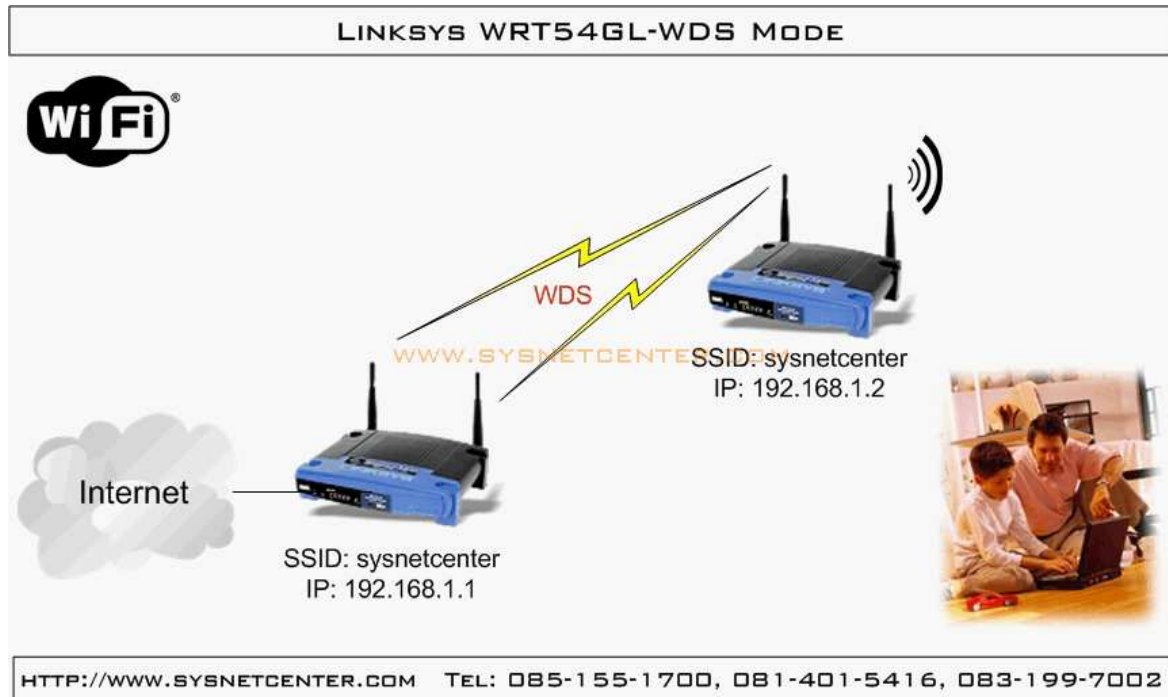 LINKSYS WRT54GL-WDS MODE
Wi Fi ®
WDS
WWW.SYSNETCENTER.COM
SSID: sysnetcenter
IP: 192.168.1.2
Internet
SSID: sysnetcenter
IP: 192.168.1.1
HTTP://WWW.SYSNETCENTER.COM TEL: 085-155-1700, 081-401-5416, 083-199-7002